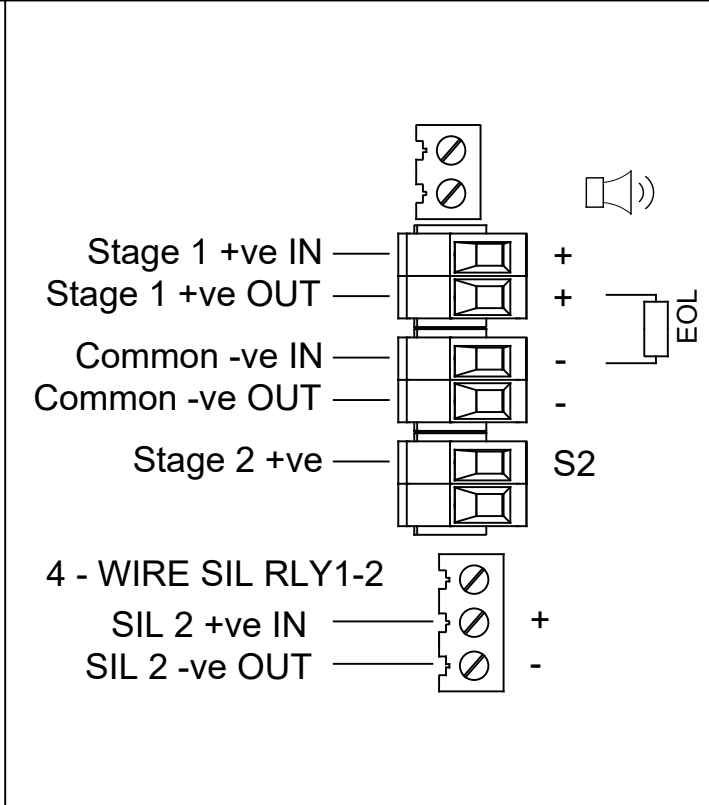 Stage 1 +ve IN +
Stage 1 +ve OUT +
EOL
Common -ve IN -
Common -ve OUT -
Stage 2 +ve S2
4 - WIRE SIL RLY1-2
SIL 2 +ve IN +
SIL 2 -ve OUT -